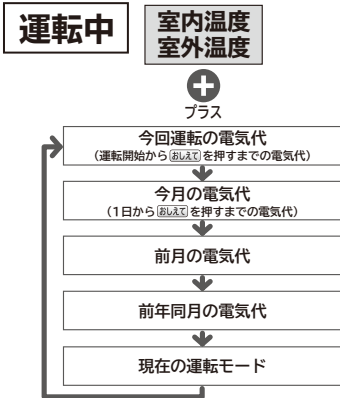 運転中
室内温度
室外温度
プラス
今回運転の電気代
(運転開始からおしえてを押すまでの電気代)
今月の電気代
(1日からおしえてを押すまでの電気代)
前月の電気代
前年同月の電気代
現在の運転モード